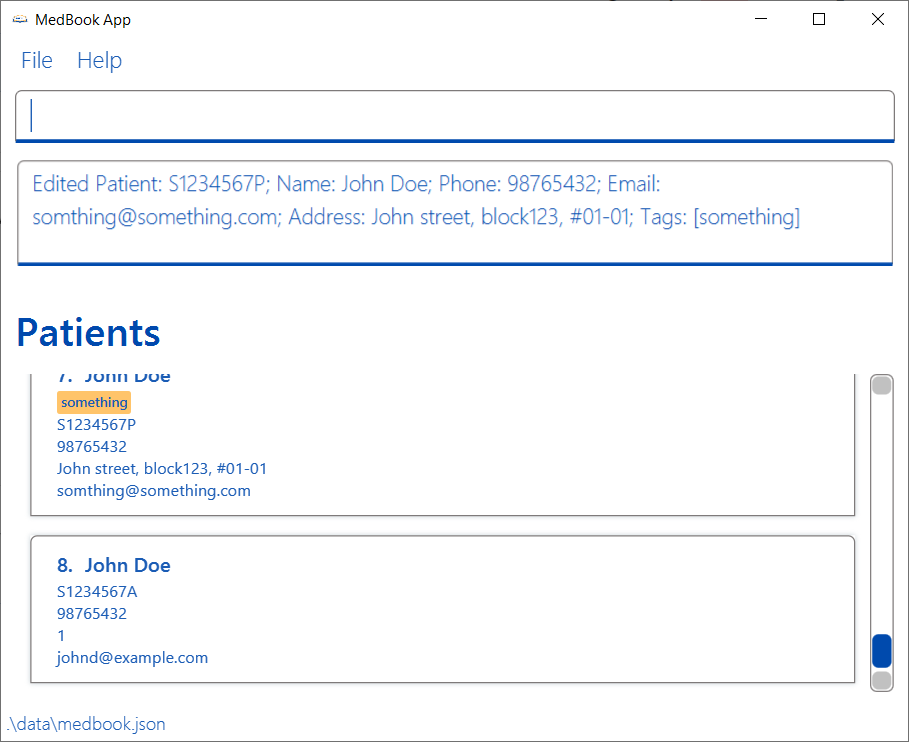 MedBook App
File Help
Edited Patient: S1234567P; Name: John Doe; Phone: 98765432; Email:
somthing@something.com; Address: John street, block123, #01-01; Tags: [something]
Patients
7. John Doe
something
S1234567P
98765432
John street, block123, #01-01
somthing@something.com
8. John Doe
S1234567A
98765432
1
johnd@example.com
.\data\medbook.json